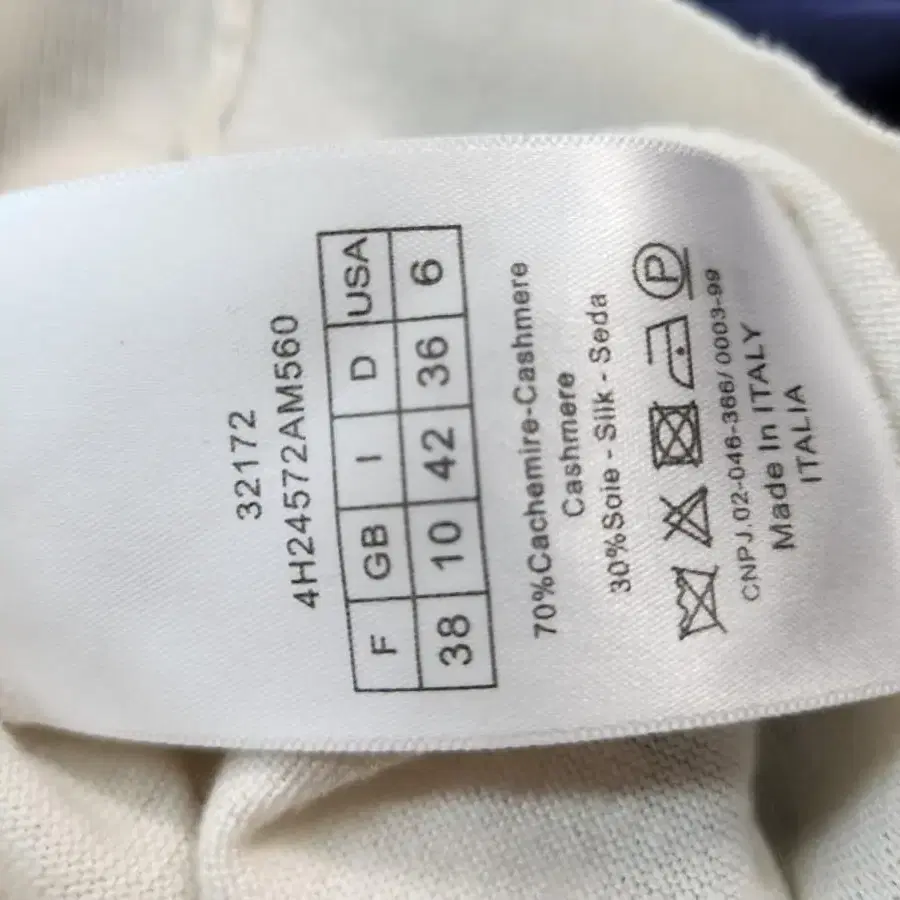 32172
4H24572AM560
F GB I D USA
38 10 42 36 6
70%Cachemire-Cashmere
Cashmere
30%Soie - Silk - Seda
P
CNPJ.02-046-366/0003-99
Made In ITALY
ITALIA